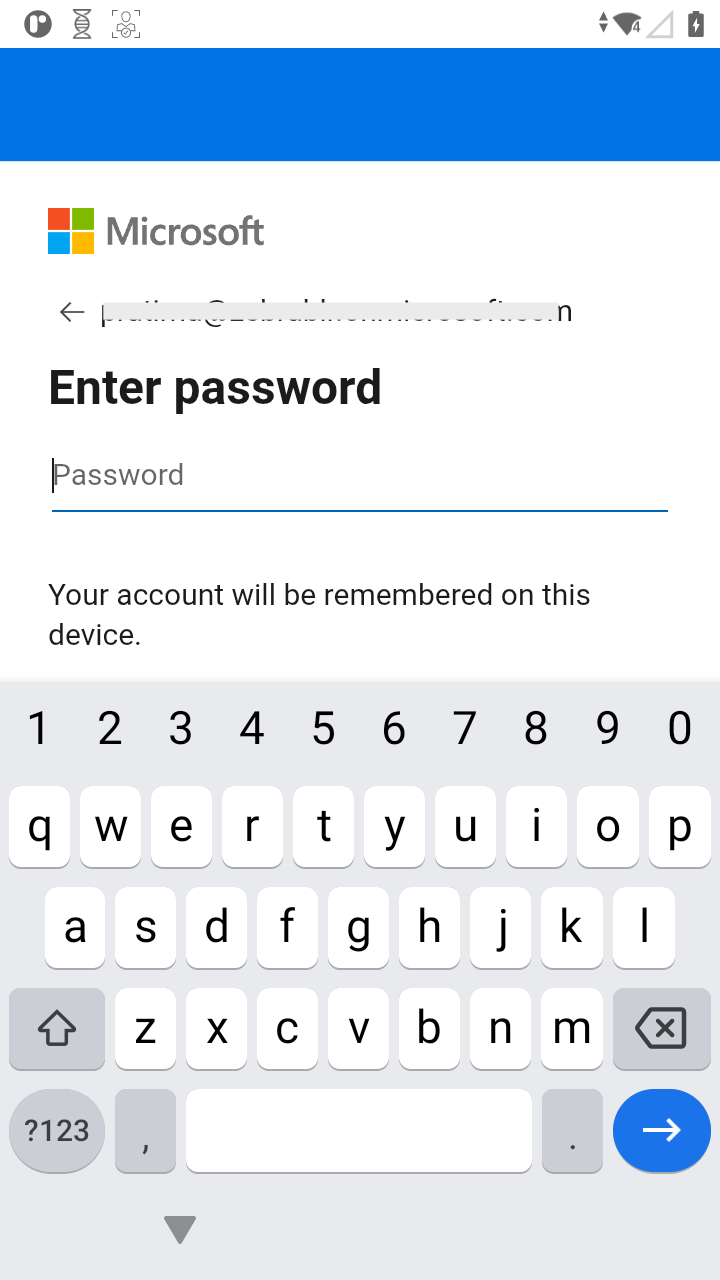 4
Microsoft
Enter password
Password
Your account will be remembered on this
device.
1 2 3 4 5 6 7 8 9 0
q w e r t y u i o p
a s d f g h j k l
z x c v b n m
?123 , .